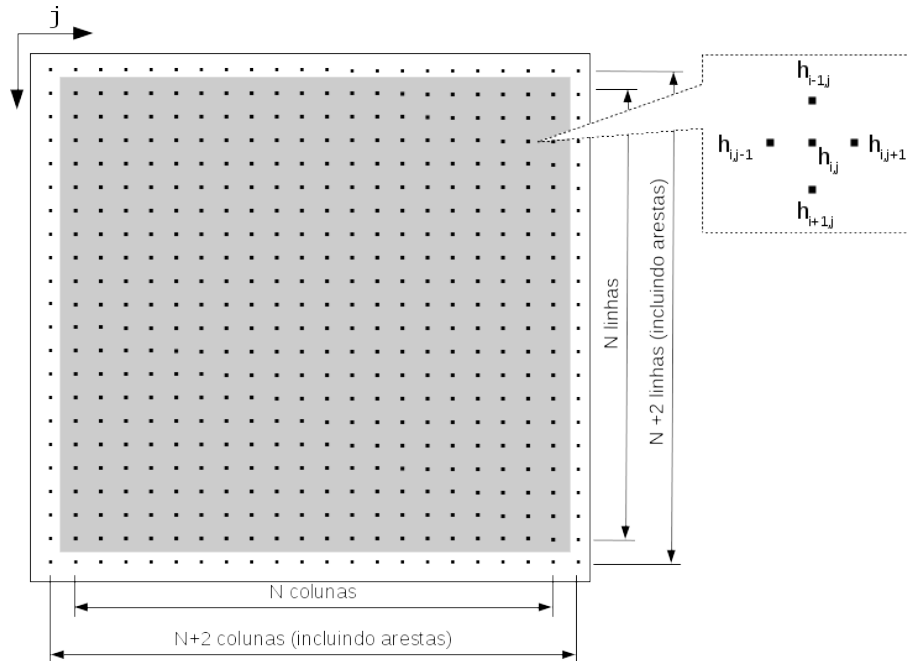 j
h i-1,j
h i,j-1
h i,j
h i,j+1
h i+1,j
N linhas
N +2 linhas (incluindo arestas)
N colunas
N+2 colunas (incluindo arestas)